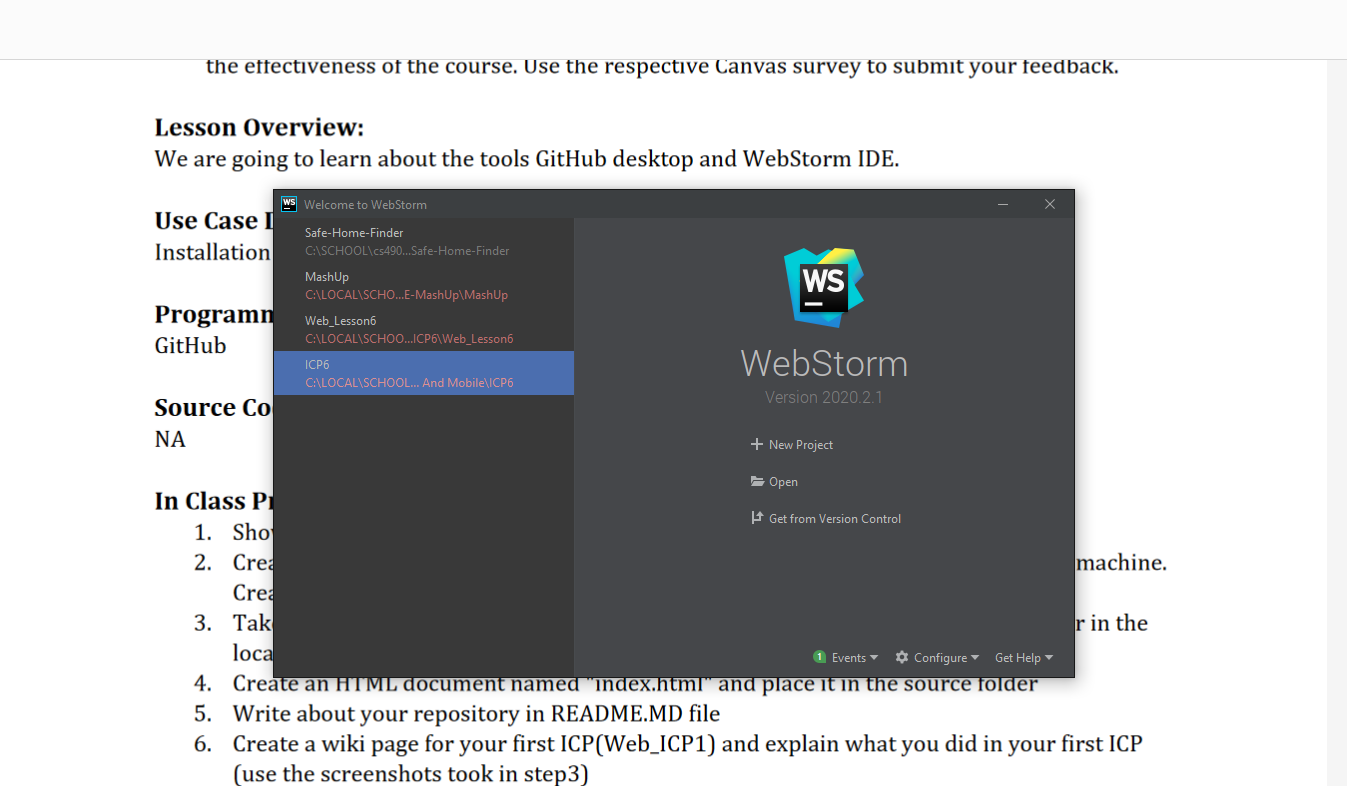 the effectiveness of the course. Use the respective Canvas survey to submit your feedback.
Lesson Overview:
We are going to learn about the tools GitHub desktop and WebStorm IDE.
Use Case
Installation
Programm
GitHub
Source Co
NA
In Class P
1. Sho
2. Crea machine.
Crea
3. Tak r in the
loca
4. Create an HTML document named "index.html" and place it in the source folder
5. Write about your repository in README.MD file
6. Create a wiki page for your first ICP(Web_ICP1) and explain what you did in your first ICP
(use the screenshots took in step3)
WS Welcome to WebStorm
Safe-Home-Finder
C:\SCHOOL\cs490...Safe-Home-Finder
MashUp
C:\LOCAL\SCHO...E-MashUp\MashUp
Web_Lesson6
C:\LOCAL\SCHOO...ICP6\Web_Lesson6
ICP6
C:\LOCAL\SCHOOL... And Mobile\ICP6
WS
WebStorm
Version 2020.2.1
New Project
Open
Get from Version Control
1 Events Configure Get Help